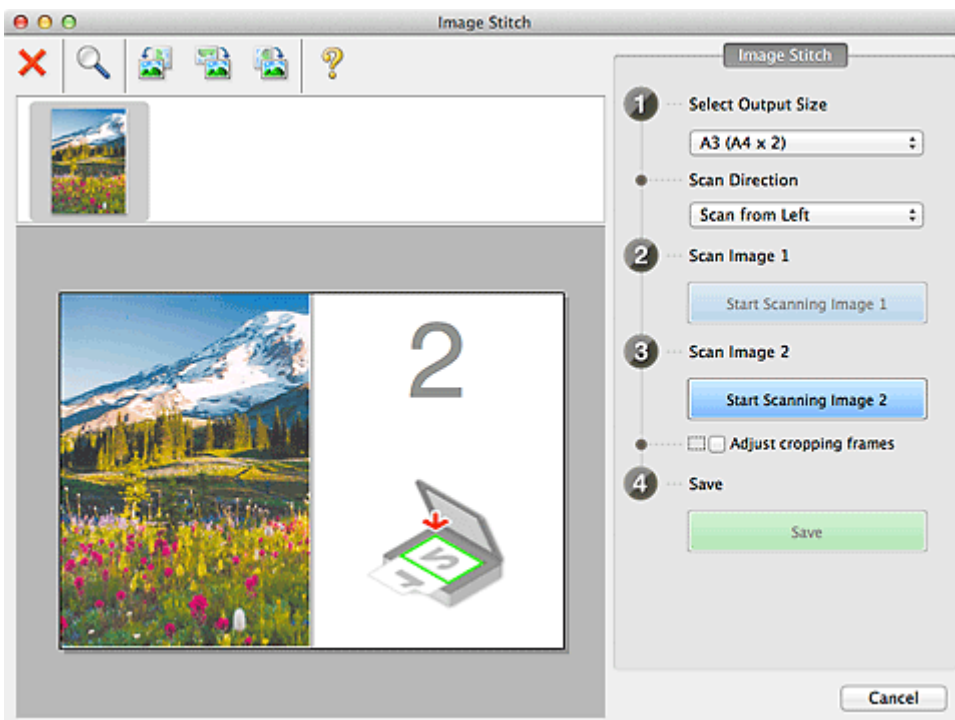 Image Stitch
?
Image Stitch
1 Select Output Size
A3 (A4 x 2)
Scan Direction
Scan from Left
2 Scan Image 1
Start Scanning Image 1
3 Scan Image 2
Start Scanning Image 2
Adjust cropping frames
4 Save
Save
2
Cancel